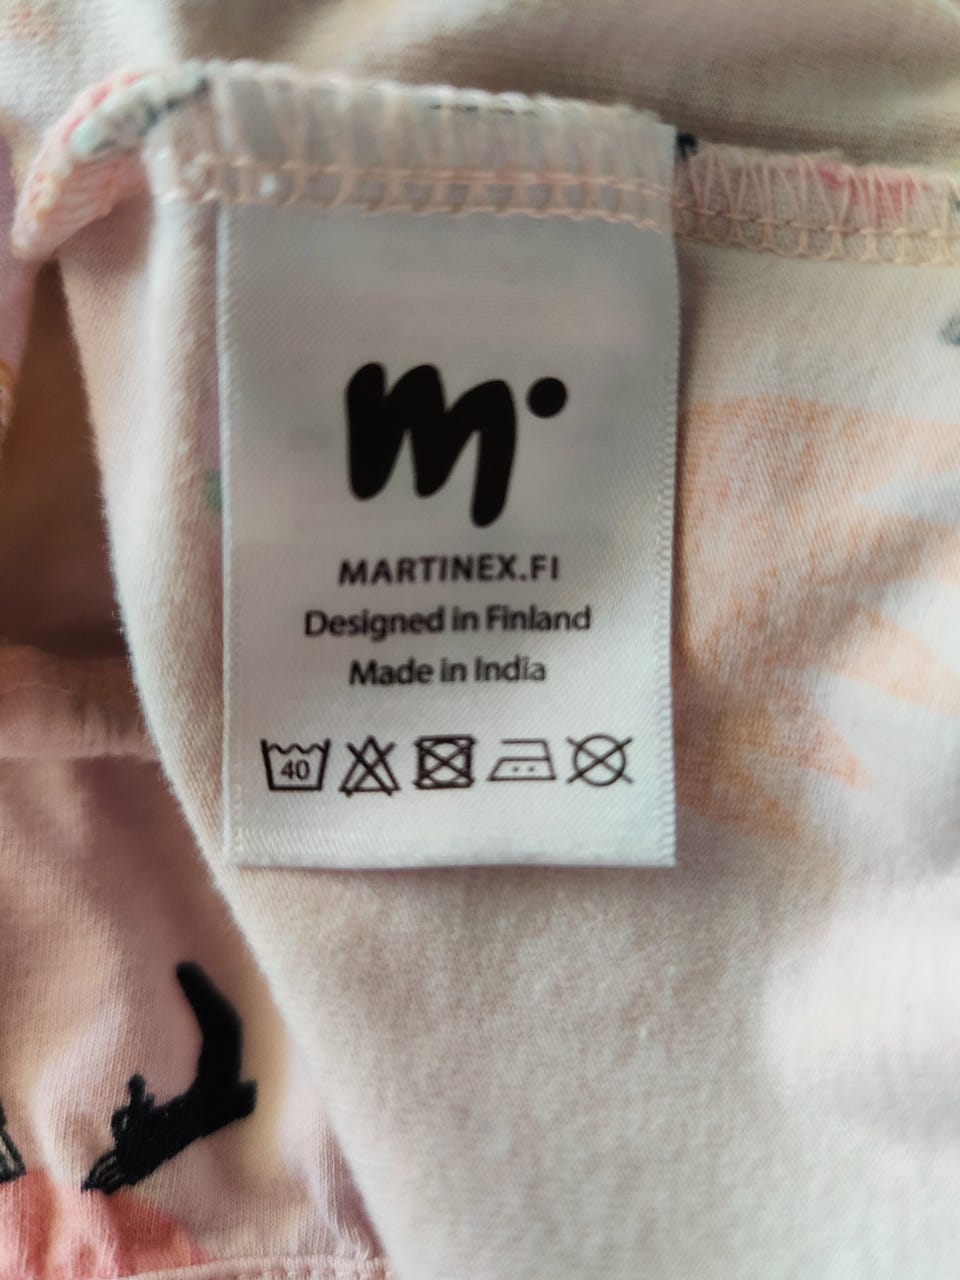 m
MARTINEX.FI
Designed in Finland
Made in India
40